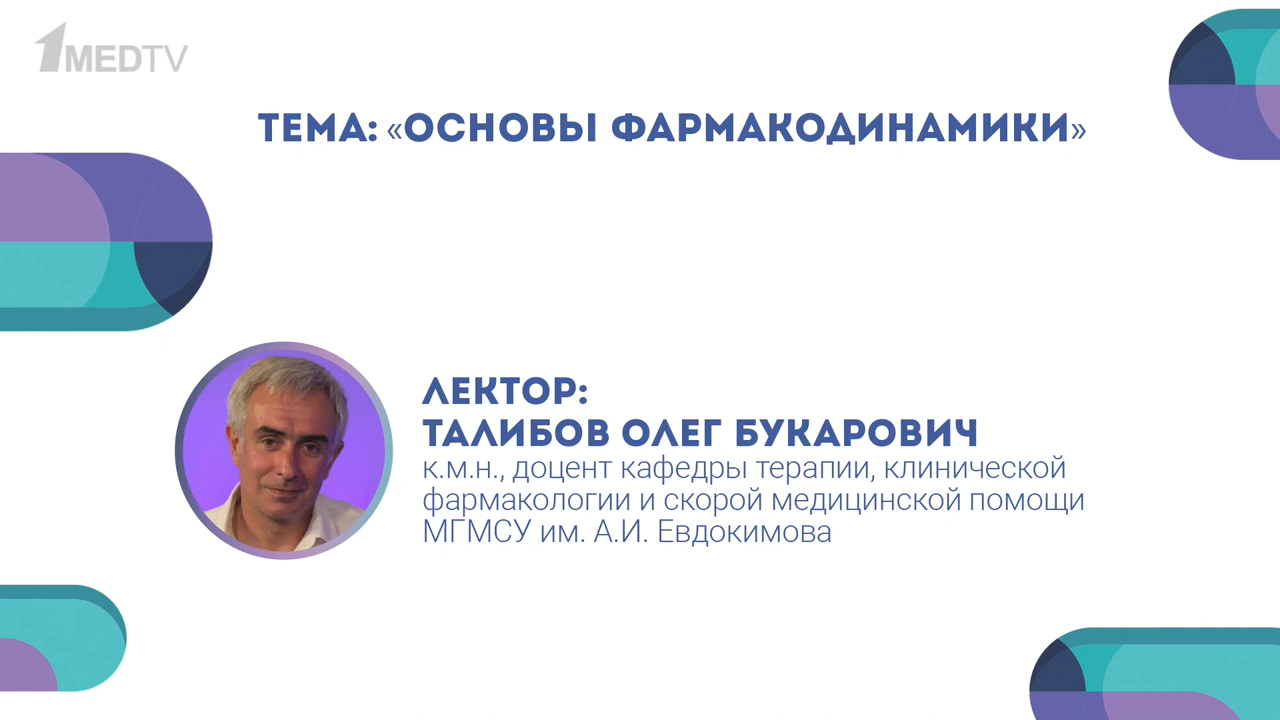 1MEDTV
ТЕМА: «ОСНОВЫ ФАРМАКОДИНАМИКИ»
ЛЕКТОР:
ТАЛИБОВ ОЛЕГ БУКАРОВИЧ
к.м.н., доцент кафедры терапии, клинической
фармакологии и скорой медицинской помощи
МГМСУ им. А.И. Евдокимова